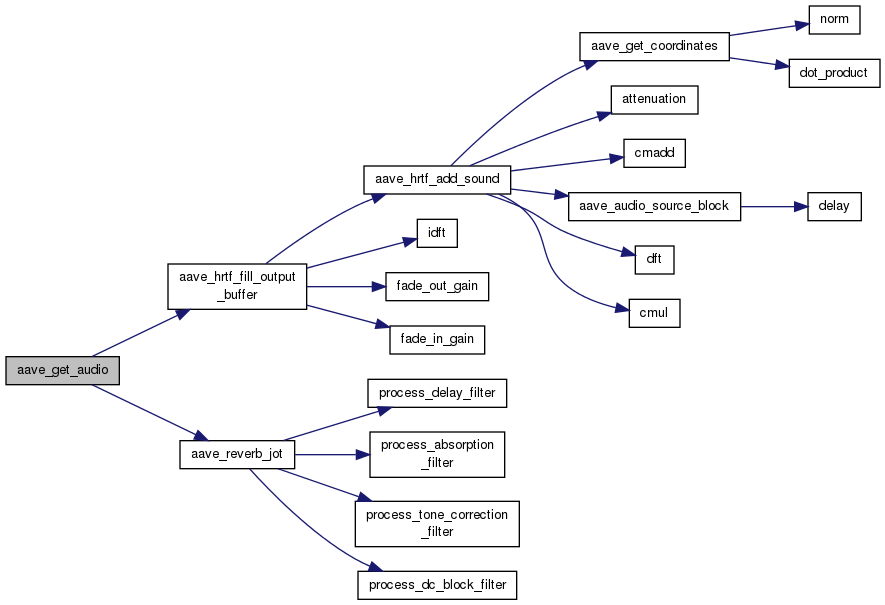 norm
aave_get_coordinates
dot_product
attenuation
cmadd
aave_hrtf_add_sound
aave_audio_source_block
delay
idft
dft
aave_hrtf_fill_output
_buffer
fade_out_gain
cmul
fade_in_gain
aave_get_audio
process_delay_filter
aave_reverb_jot
process_absorption
_filter
process_tone_correction
_filter
process_dc_block_filter